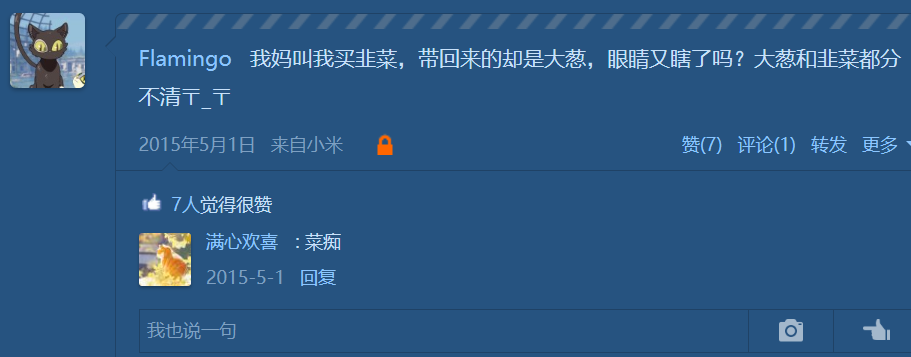 Flamingo 我妈叫我买韭菜，带回来的却是大葱，眼睛又瞎了吗？大葱和韭菜都分
不清〒_〒
2015年5月1日 来自小米 赞(7) 评论(1) 转发 更多
7人觉得很赞
满心欢喜 : 菜痴
2015-5-1 回复
我也说一句